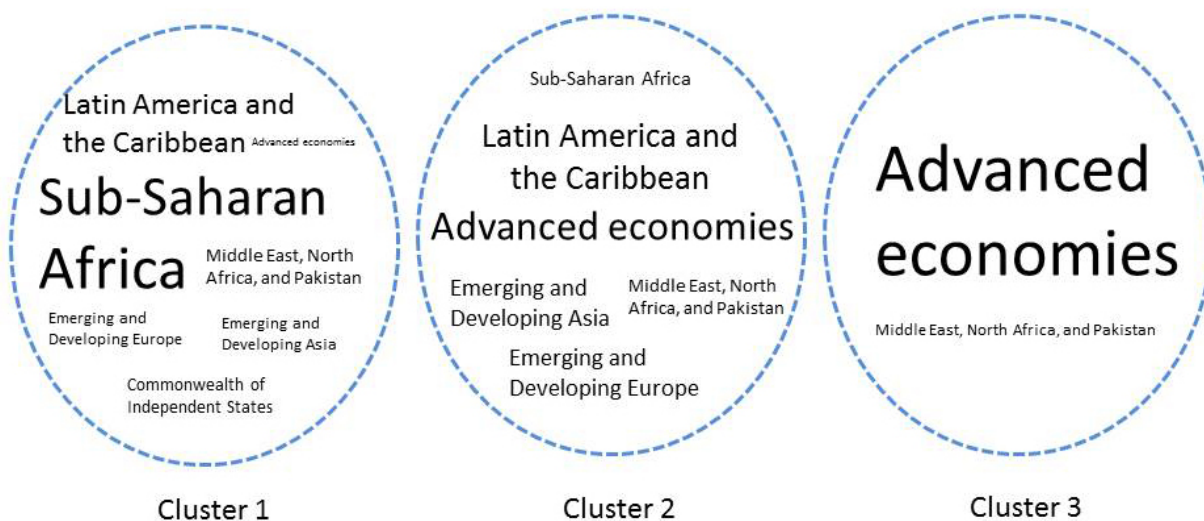 Latin America and
the Caribbean Advanced economies
Sub-Saharan
Africa
Middle East, North
Africa, and Pakistan
Emerging and
Developing Europe
Emerging and
Developing Asia
Commonwealth of
Independent States
Cluster 1
Sub-Saharan Africa
Latin America and
the Caribbean
Advanced economies
Emerging and
Developing Asia
Middle East, North
Africa, and Pakistan
Emerging and
Developing Europe
Cluster 2
Advanced
economies
Middle East, North Africa, and Pakistan
Cluster 3